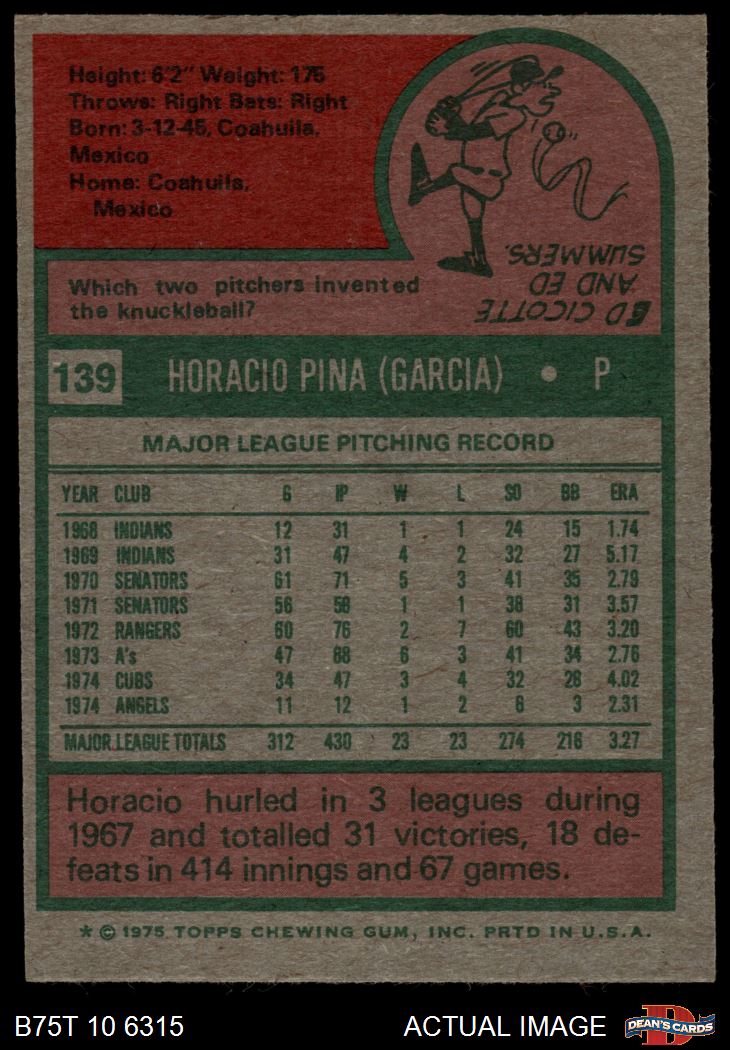 Height: 6'2" Weight: 175
Throws: Right Bats: Right
Born: 3-12-45, Coahuila,
Mexico
Home: Coahuila,
Mexico
Which two pitchers invented
the knuckleball?
ED CICOTTE
AND ED
SUMMERS.
139 HORACIO PINA (GARCIA) • P
MAJOR LEAGUE PITCHING RECORD
YEAR CLUB G IP W L SO BB ERA
1968 INDIANS 12 31 1 1 24 15 1.74
1969 INDIANS 31 47 4 2 32 27 5.17
1970 SENATORS 61 71 5 3 41 35 2.79
1971 SENATORS 56 58 1 1 38 31 3.57
1972 RANGERS 60 76 2 7 60 43 3.20
1973 A's 47 88 6 3 41 34 2.76
1974 CUBS 34 47 3 4 32 28 4.02
1974 ANGELS 11 12 1 2 6 3 2.31
MAJOR LEAGUE TOTALS 312 430 23 23 274 216 3.27
Horacio hurled in 3 leagues during
1967 and totalled 31 victories, 18 de-
feats in 414 innings and 67 games.
* © 1975 TOPPS CHEWING GUM, INC. PRTD IN U.S.A.
B75T 10 6315 ACTUAL IMAGE
D
DEAN'S CARDS